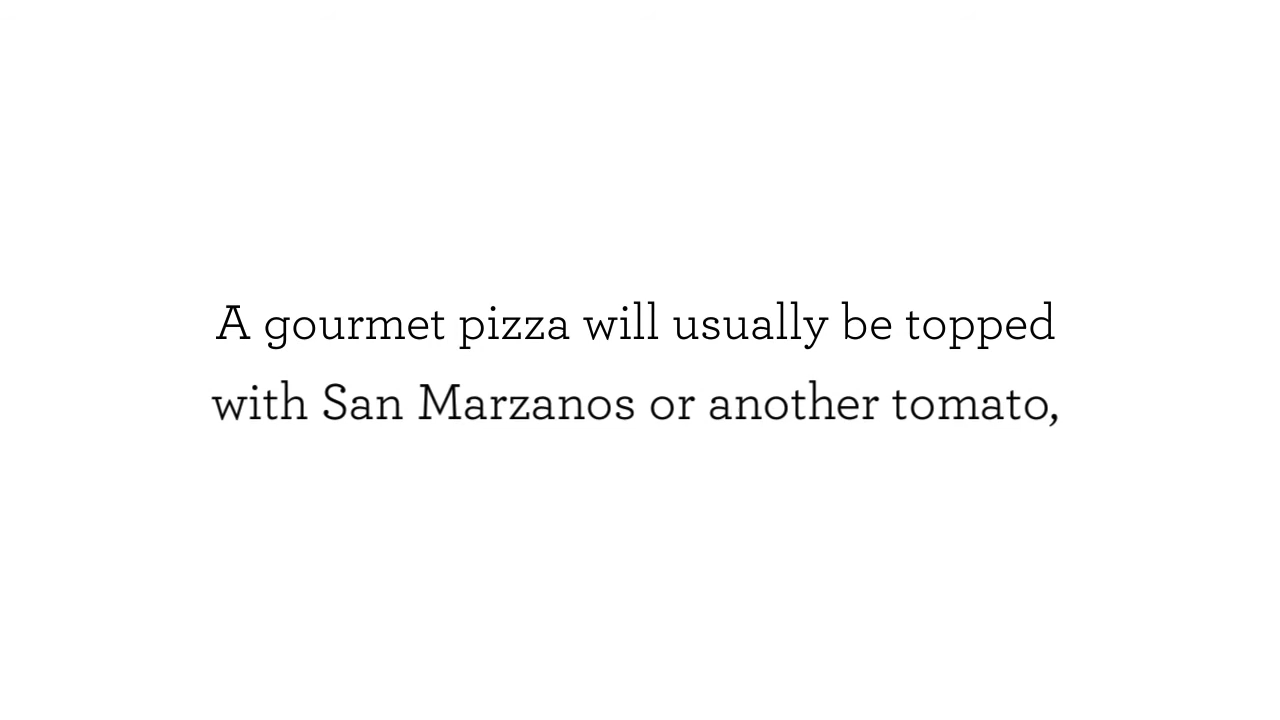 A gourmet pizza will usually be topped
with San Marzanos or another tomato,